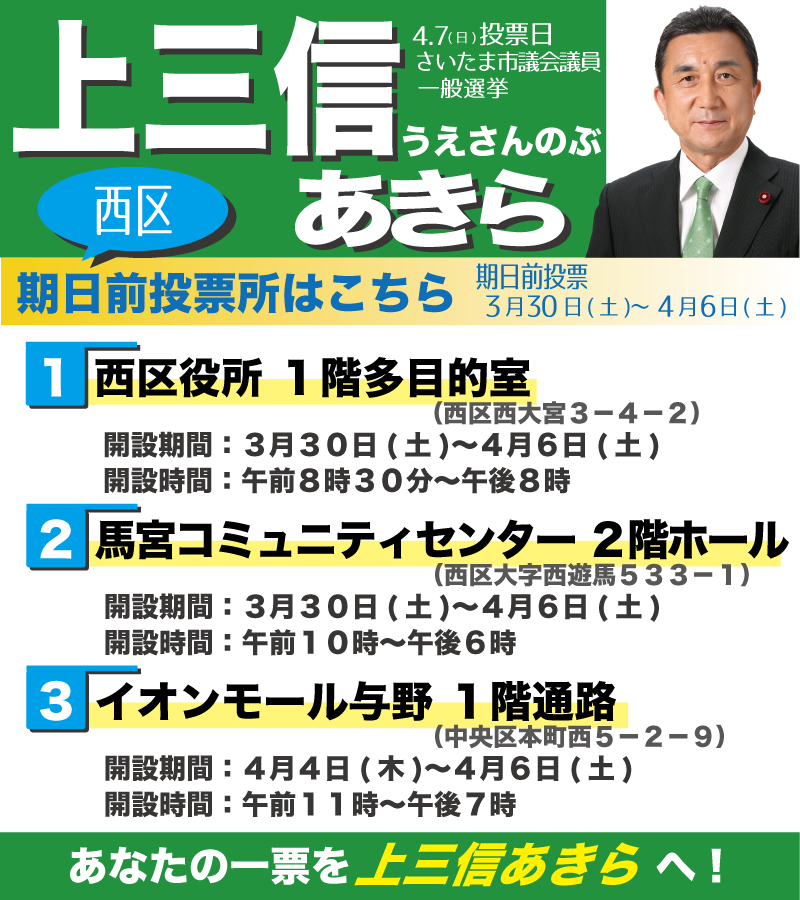 上三信
4.7(日)投票日
さいたま市議会議員
一般選挙
うえさんのぶ
あきら
西区
期日前投票所はこちら
期日前投票
3月30日(土)〜4月6日(土)
1 西区役所 1階多目的室
(西区西大宮3−4−2)
開設期間：3月30日(土)〜4月6日(土)
開設時間：午前8時30分〜午後8時
2 馬宮コミュニティセンター 2階ホール
(西区大字西遊馬533−1)
開設期間：3月30日(土)〜4月6日(土)
開設時間：午前10時〜午後6時
3 イオンモール与野 1階通路
(中央区本町西5−2−9)
開設期間：4月4日(木)〜4月6日(土)
開設時間：午前11時〜午後7時
あなたの一票を上三信あきらへ！